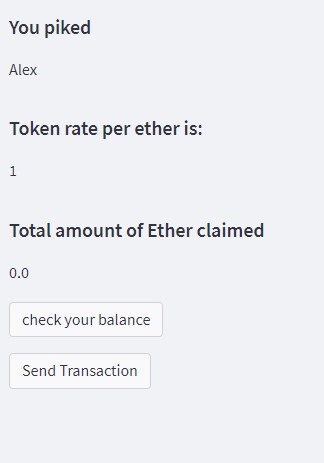 You piked
Alex
Token rate per ether is:
1
Total amount of Ether claimed
0.0
check your balance
Send Transaction